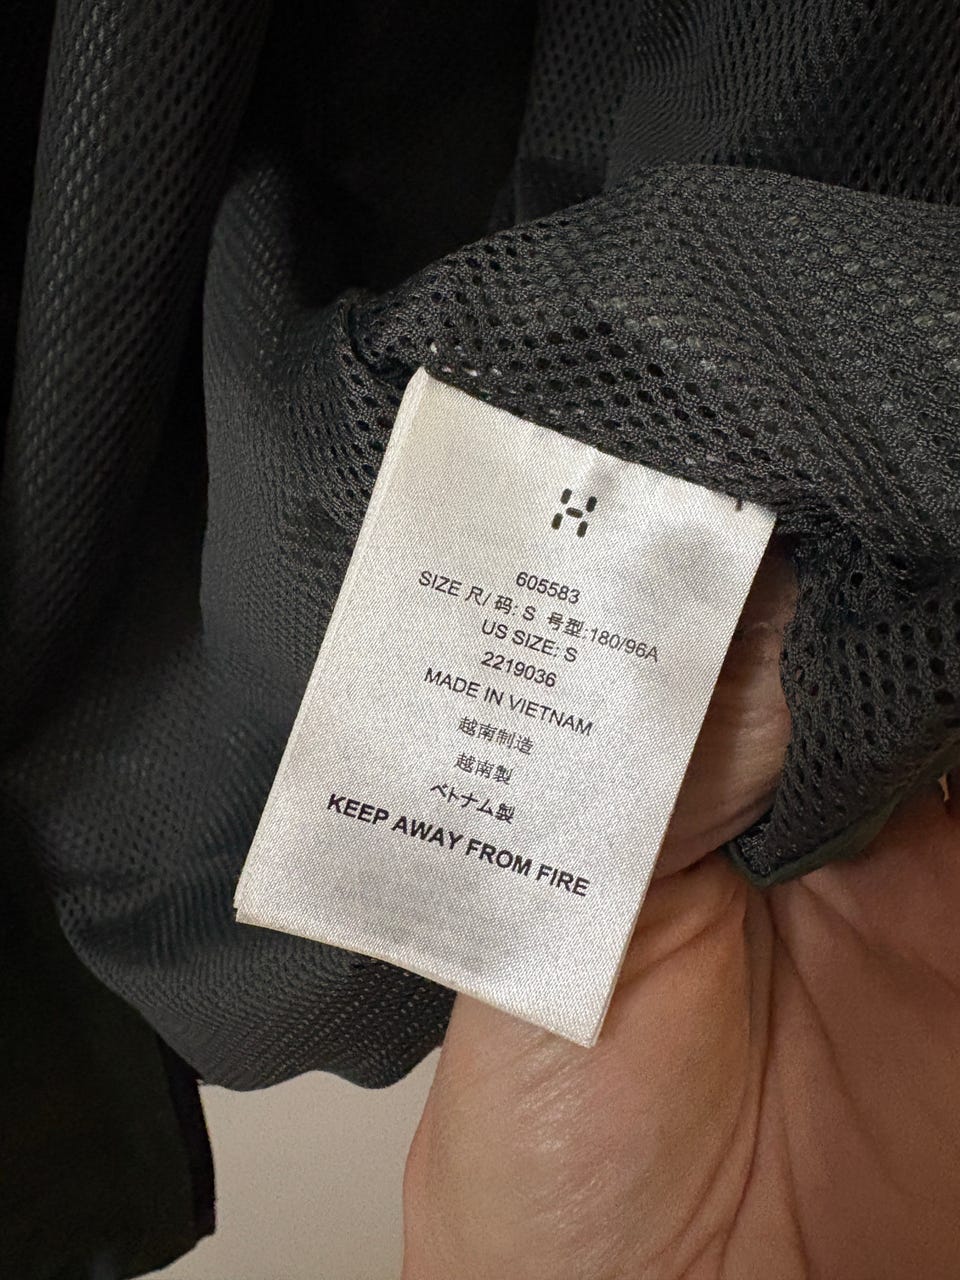 605583
SIZE 尺/码: S 号型:180/96A
US SIZE: S
2219036
MADE IN VIETNAM
越南制造
越南製
ベトナム製
KEEP AWAY FROM FIRE